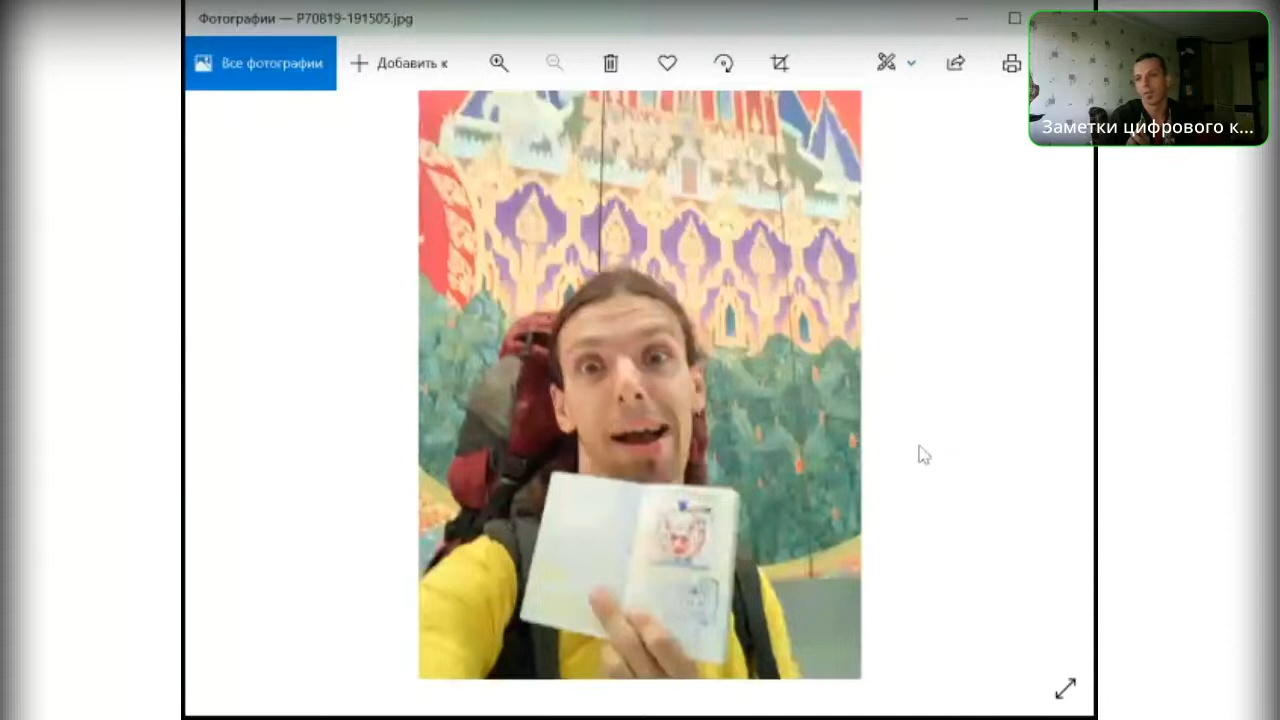 Фотографии — P70819-191505.jpg
Все фотографии
Добавить к
Заметки цифрового к...